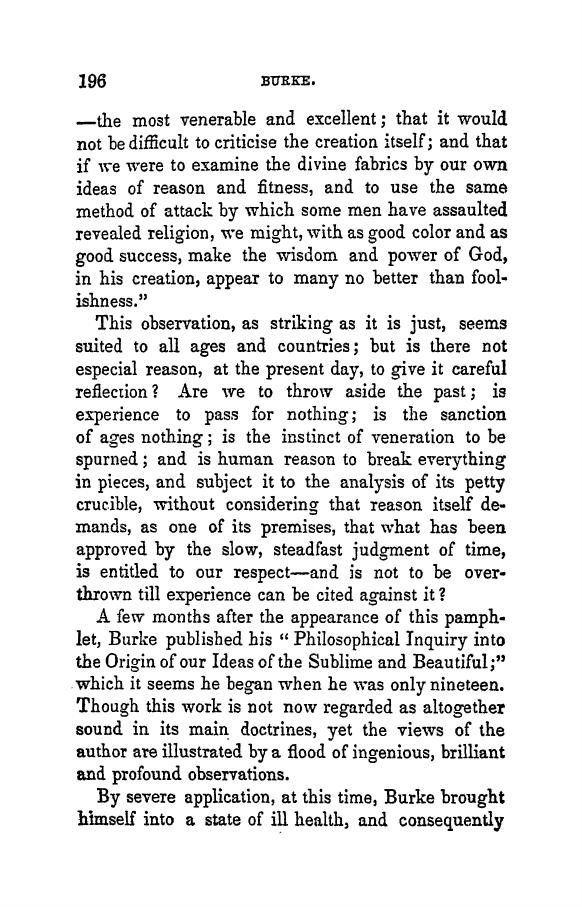 196 BURKE.
—the most venerable and excellent; that it would
not be difficult to criticise the creation itself; and that
if we were to examine the divine fabrics by our own
ideas of reason and fitness, and to use the same
method of attack by which some men have assaulted
revealed religion, we might, with as good color and as
good success, make the wisdom and power of God,
in his creation, appear to many no better than fool-
ishness."
This observation, as striking as it is just, seems
suited to all ages and countries; but is there not
especial reason, at the present day, to give it careful
reflection? Are we to throw aside the past; is
experience to pass for nothing; is the sanction
of ages nothing; is the instinct of veneration to be
spurned; and is human reason to break everything
in pieces, and subject it to the analysis of its petty
crucible, without considering that reason itself de-
mands, as one of its premises, that what has been
approved by the slow, steadfast judgment of time,
is entitled to our respect—and is not to be over-
thrown till experience can be cited against it?
A few months after the appearance of this pamph-
let, Burke published his "Philosophical Inquiry into
the Origin of our Ideas of the Sublime and Beautiful;"
which it seems he began when he was only nineteen.
Though this work is not now regarded as altogether
sound in its main doctrines, yet the views of the
author are illustrated by a flood of ingenious, brilliant
and profound observations.
By severe application, at this time, Burke brought
himself into a state of ill health, and consequently